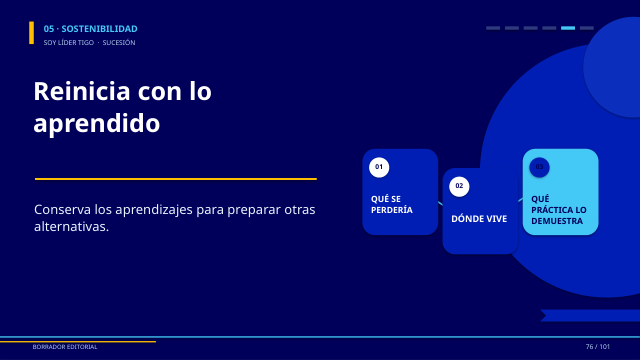 05 · SOSTENIBILIDAD
SOY LÍDER TIGO · SUCESIÓN
Reinicia con lo
aprendido
Conserva los aprendizajes para preparar otras
alternativas.
01
QUÉ SE
PERDERÍA
02
DÓNDE VIVE
03
QUÉ
PRÁCTICA LO
DEMUESTRA
BORRADOR EDITORIAL
76 / 101